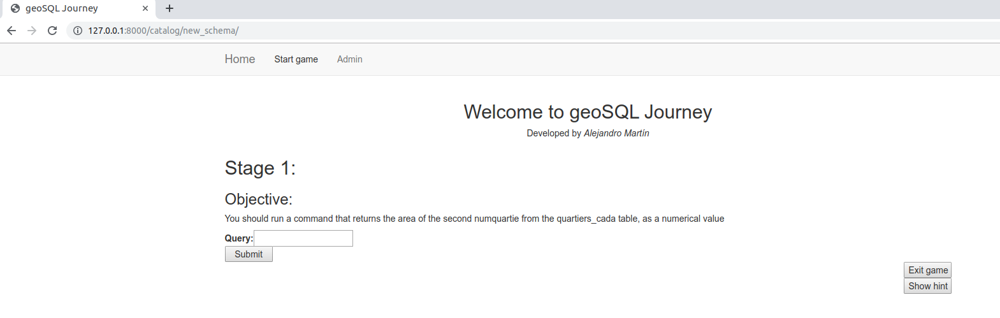 geoSQL Journey
127.0.0.1:8000/catalog/new_schema/
Home Start game Admin
Welcome to geoSQL Journey
Developed by Alejandro Martín
Stage 1:
Objective:
You should run a command that returns the area of the second numquartie from the quartiers_cada table, as a numerical value
Query:
Submit
Exit game
Show hint